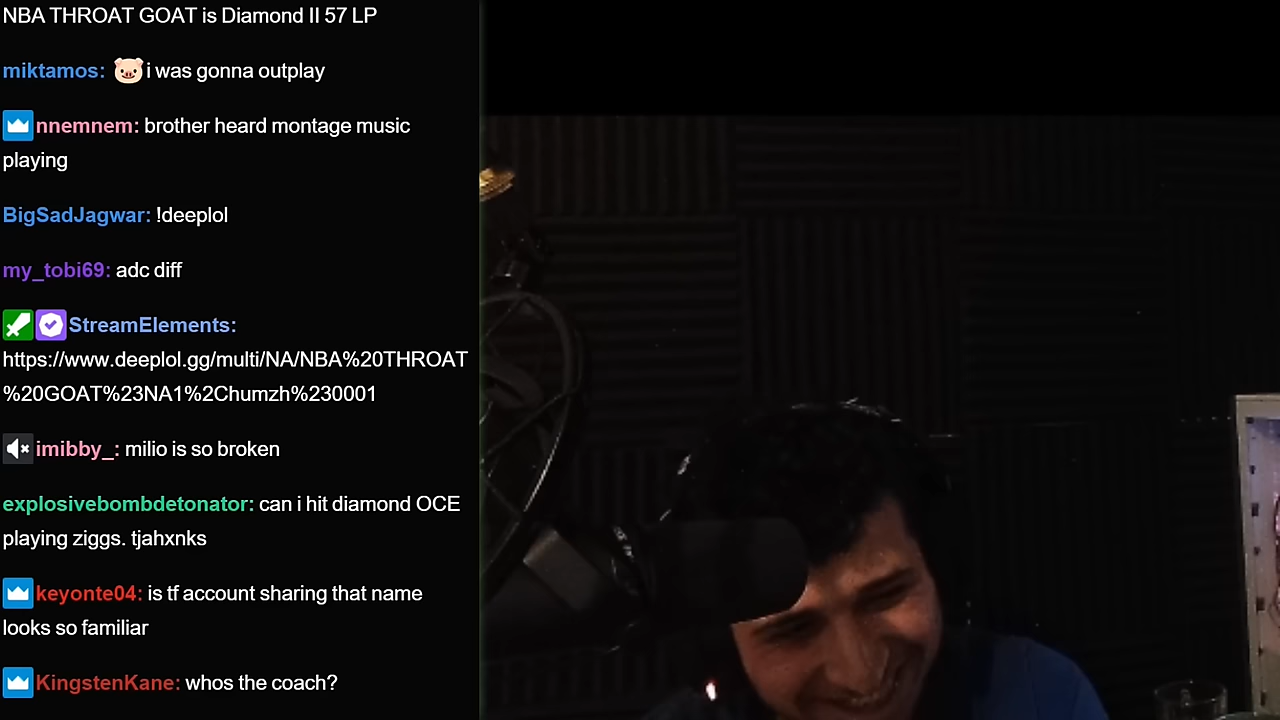 NBA THROAT GOAT is Diamond II 57 LP
miktamos: i was gonna outplay
nnemnem: brother heard montage music
playing
BigSadJagwar: !deeplol
my_tobi69: adc diff
StreamElements:
https://www.deeplol.gg/multi/NA/NBA%20THROAT
%20GOAT%23NA1%2Chumzh%230001
imibby_: milio is so broken
explosivebombdetonator: can i hit diamond OCE
playing ziggs. tjahxnks
keyonte04: is tf account sharing that name
looks so familiar
KingstenKane: whos the coach?